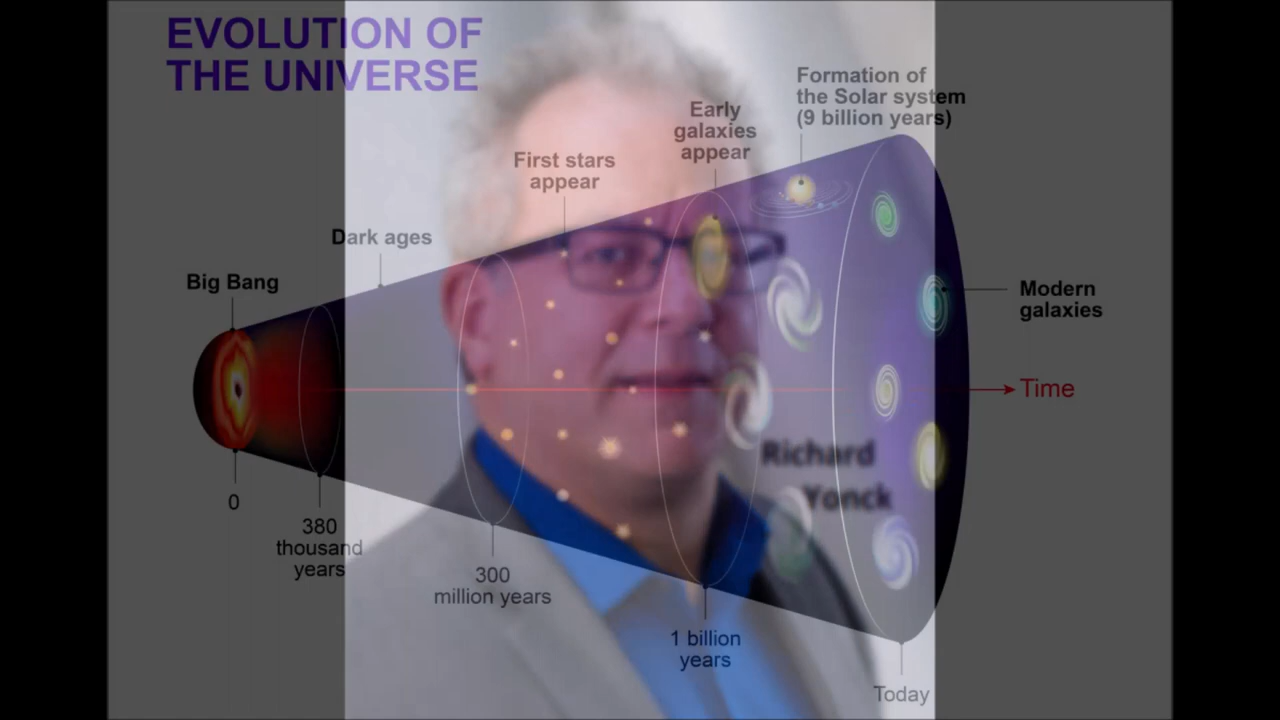 EVOLUTION OF
THE UNIVERSE
Formation of
the Solar system
(9 billion years)
Early
galaxies
appear
First stars
appear
Dark ages
Big Bang
Modern
galaxies
Time
Richard
Yonck
0
380
thousand
years
300
million years
1 billion
years
Today